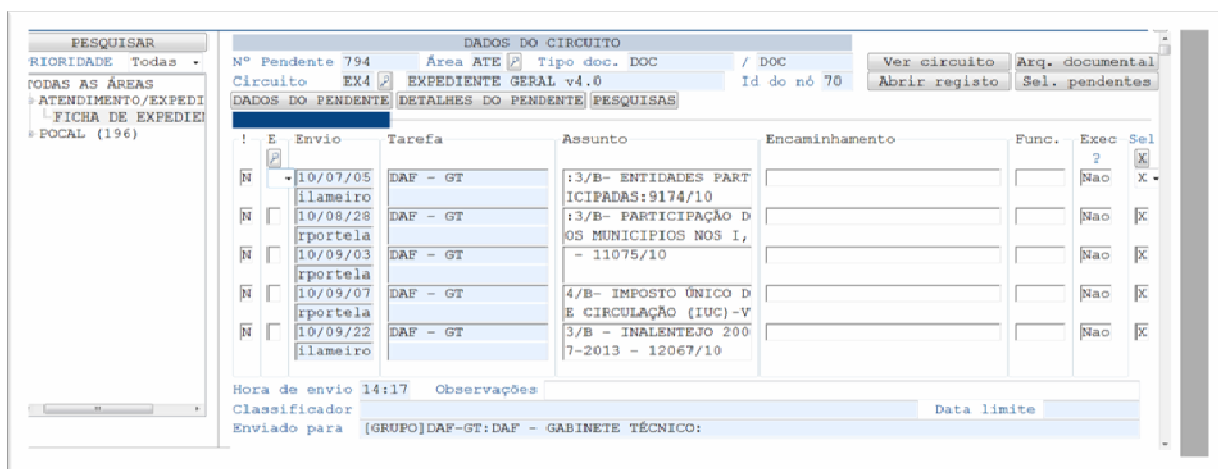 PESQUISAR
RIORIDADE Todas
TODAS AS ÁREAS
ATENDIMENTO/EXPEDI
FICHA DE EXPEDIE
POCAL (196)
DADOS DO CIRCUITO
Nº Pendente 794 Área ATE Tipo doc. DOC / DOC
Ver circuito Arq. documental
Circuito EX4 EXPEDIENTE GERAL v4.0 Id do nó 70
Abrir registo Sel. pendentes
DADOS DO PENDENTE DETALHES DO PENDENTE PESQUISAS
! E Envio Tarefa Assunto Encaminhamento Func. Exec Sel
? X
N 10/07/05 DAF - GT :3/B- ENTIDADES PART Nao X
ilameiro ICIPADAS:9174/10
N 10/08/28 DAF - GT :3/B- PARTICIPAÇÃO D Nao X
rportela OS MUNICIPIOS NOS I,
N 10/09/03 DAF - GT - 11075/10 Nao X
rportela
N 10/09/07 DAF - GT 4/B- IMPOSTO ÚNICO D Nao X
rportela E CIRCULAÇÃO (IUC)-V
N 10/09/22 DAF - GT 3/B - INALENTEJO 200 Nao X
ilameiro 7-2013 - 12067/10
Hora de envio 14:17 Observações
Classificador Data limite
Enviado para [GRUPO]DAF-GT:DAF - GABINETE TÉCNICO: